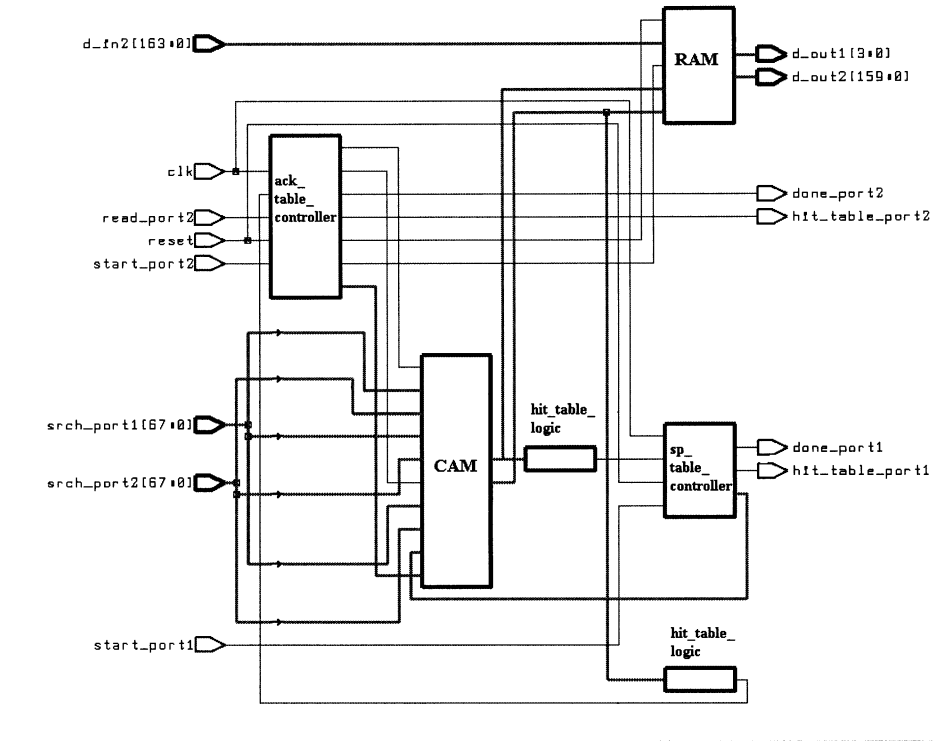 d_in2[163:0]
RAM
d_out1[3:0]
d_out2[159:0]
clk
ack_
table_
controller
done_port2
read_port2
hit_table_port2
reset
start_port2
hit_table_
logic
srch_port1[67:0]
sp_
table_
controller
done_port1
CAM
hit_table_port1
srch_port2[67:0]
hit_table_
logic
start_port1